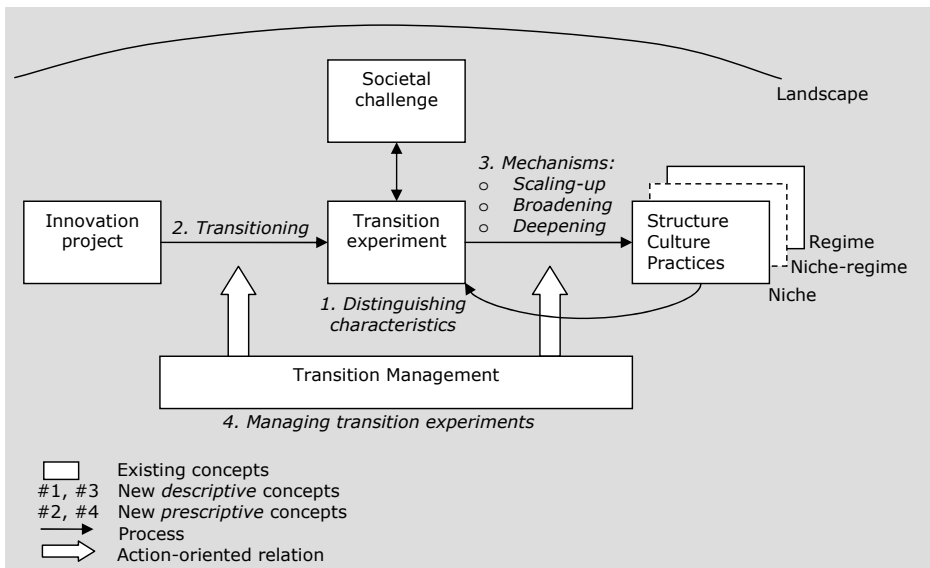 Societal
challenge
Landscape
3. Mechanisms:
o Scaling-up
o Broadening
o Deepening
Innovation
project
2. Transitioning
Transition
experiment
Structure
Culture
Practices
Regime
Niche-regime
Niche
1. Distinguishing
characteristics
Transition Management
4. Managing transition experiments
Existing concepts
#1, #3 New descriptive concepts
#2, #4 New prescriptive concepts
Process
Action-oriented relation